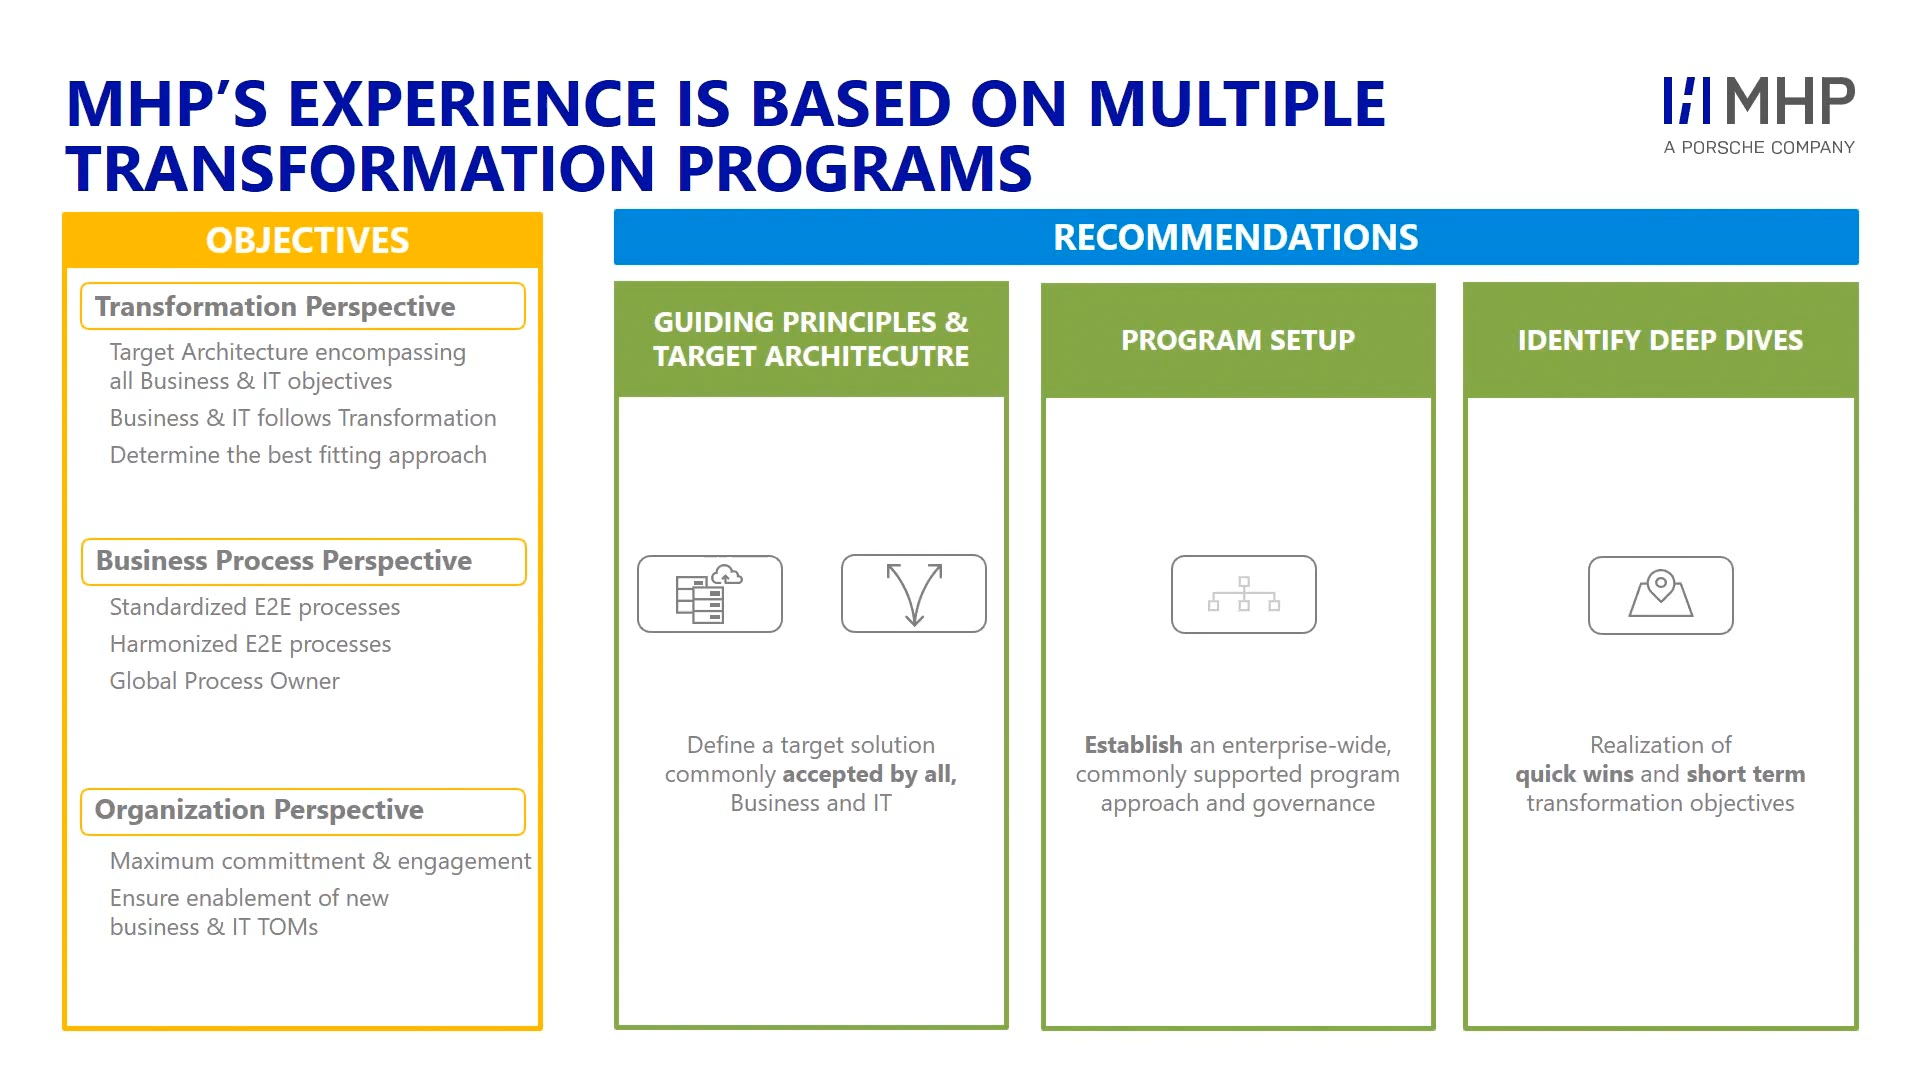 MHP’S EXPERIENCE IS BASED ON MULTIPLE
TRANSFORMATION PROGRAMS
MHP
A PORSCHE COMPANY
OBJECTIVES
Transformation Perspective
Target Architecture encompassing
all Business & IT objectives
Business & IT follows Transformation
Determine the best fitting approach
Business Process Perspective
Standardized E2E processes
Harmonized E2E processes
Global Process Owner
Organization Perspective
Maximum committment & engagement
Ensure enablement of new
business & IT TOMs
RECOMMENDATIONS
GUIDING PRINCIPLES &
TARGET ARCHITECUTRE
Define a target solution
commonly accepted by all,
Business and IT
PROGRAM SETUP
Establish an enterprise-wide,
commonly supported program
approach and governance
IDENTIFY DEEP DIVES
Realization of
quick wins and short term
transformation objectives